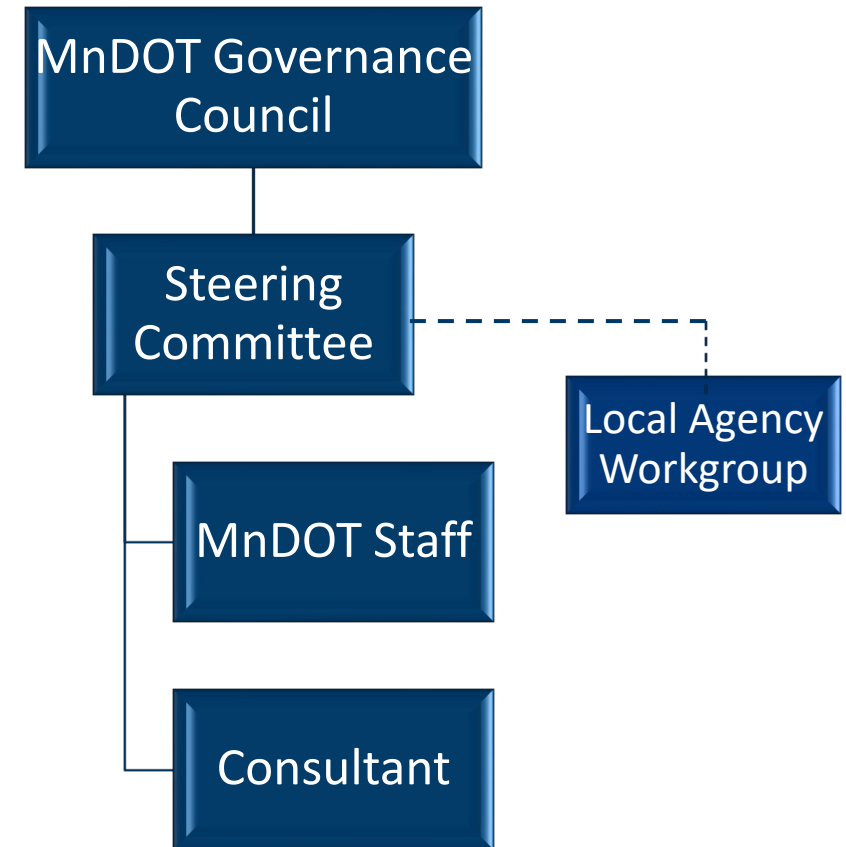 MnDOT Governance
Council
Steering
Committee
Local Agency
Workgroup
MnDOT Staff
Consultant